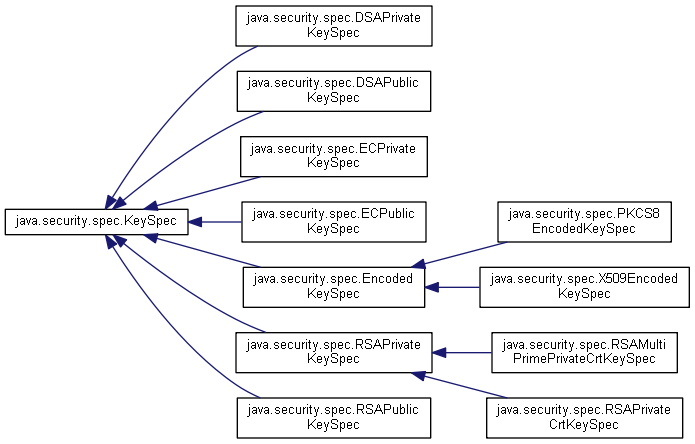 java.security.spec.DSAPrivate
KeySpec
java.security.spec.DSAPublic
KeySpec
java.security.spec.ECPrivate
KeySpec
java.security.spec.KeySpec
java.security.spec.ECPublic
KeySpec
java.security.spec.PKCS8
EncodedKeySpec
java.security.spec.Encoded
KeySpec
java.security.spec.X509Encoded
KeySpec
java.security.spec.RSAPrivate
KeySpec
java.security.spec.RSAMulti
PrimePrivateCrtKeySpec
java.security.spec.RSAPublic
KeySpec
java.security.spec.RSAPrivate
CrtKeySpec